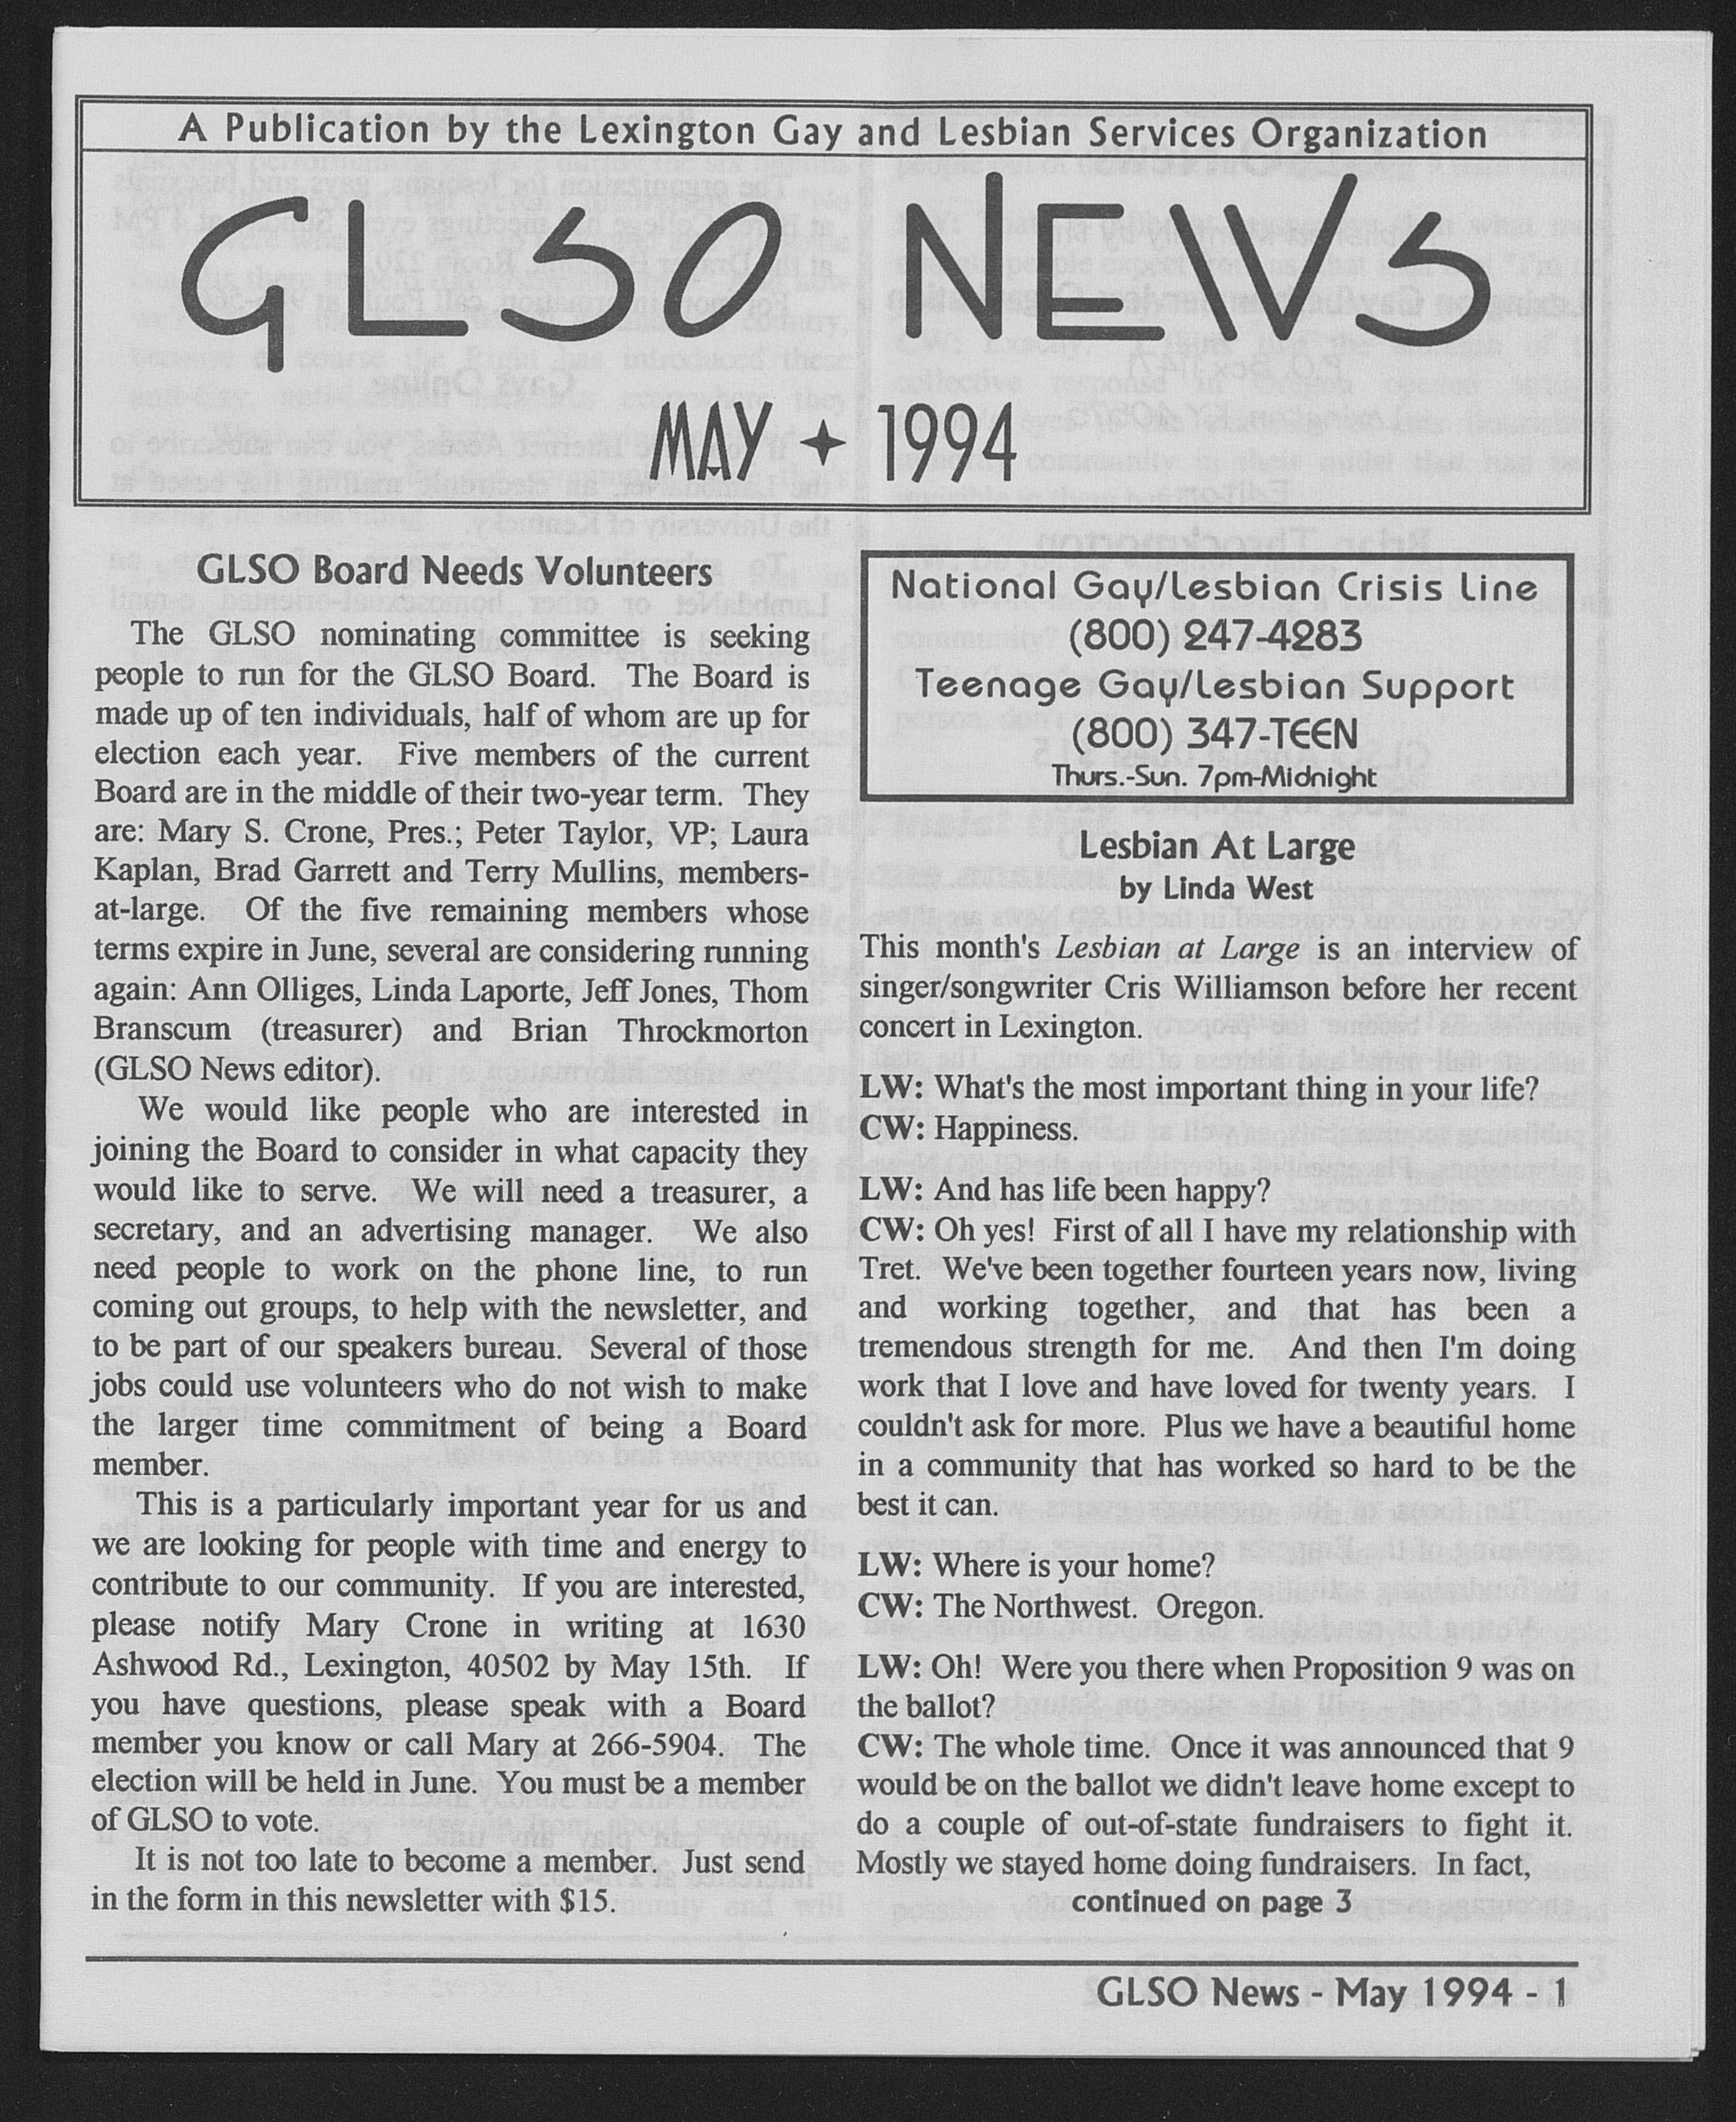 A Publication by the Lexington Gay and Lesbian Services Organization
GLSO NEWS
MAY ✦ 1994
GLSO Board Needs Volunteers
The GLSO nominating committee is seeking
people to run for the GLSO Board. The Board is
made up of ten individuals, half of whom are up for
election each year. Five members of the current
Board are in the middle of their two-year term. They
are: Mary S. Crone, Pres.; Peter Taylor, VP; Laura
Kaplan, Brad Garrett and Terry Mullins, members-
at-large. Of the five remaining members whose
terms expire in June, several are considering running
again: Ann Olliges, Linda Laporte, Jeff Jones, Thom
Branscum (treasurer) and Brian Throckmorton
(GLSO News editor).
We would like people who are interested in
joining the Board to consider in what capacity they
would like to serve. We will need a treasurer, a
secretary, and an advertising manager. We also
need people to work on the phone line, to run
coming out groups, to help with the newsletter, and
to be part of our speakers bureau. Several of those
jobs could use volunteers who do not wish to make
the larger time commitment of being a Board
member.
This is a particularly important year for us and
we are looking for people with time and energy to
contribute to our community. If you are interested,
please notify Mary Crone in writing at 1630
Ashwood Rd., Lexington, 40502 by May 15th. If
you have questions, please speak with a Board
member you know or call Mary at 266-5904. The
election will be held in June. You must be a member
of GLSO to vote.
It is not too late to become a member. Just send
in the form in this newsletter with $15.
National Gay/Lesbian Crisis Line
(800) 247-4283
Teenage Gay/Lesbian Support
(800) 347-TEEN
Thurs.-Sun. 7pm-Midnight
Lesbian At Large
by Linda West
This month's Lesbian at Large is an interview of
singer/songwriter Cris Williamson before her recent
concert in Lexington.
LW: What's the most important thing in your life?
CW: Happiness.
LW: And has life been happy?
CW: Oh yes! First of all I have my relationship with
Tret. We've been together fourteen years now, living
and working together, and that has been a
tremendous strength for me. And then I'm doing
work that I love and have loved for twenty years. I
couldn't ask for more. Plus we have a beautiful home
in a community that has worked so hard to be the
best it can.
LW: Where is your home?
CW: The Northwest. Oregon.
LW: Oh! Were you there when Proposition 9 was on
the ballot?
CW: The whole time. Once it was announced that 9
would be on the ballot we didn't leave home except to
do a couple of out-of-state fundraisers to fight it.
Mostly we stayed home doing fundraisers. In fact,
continued on page 3
GLSO News - May 1994 - 1